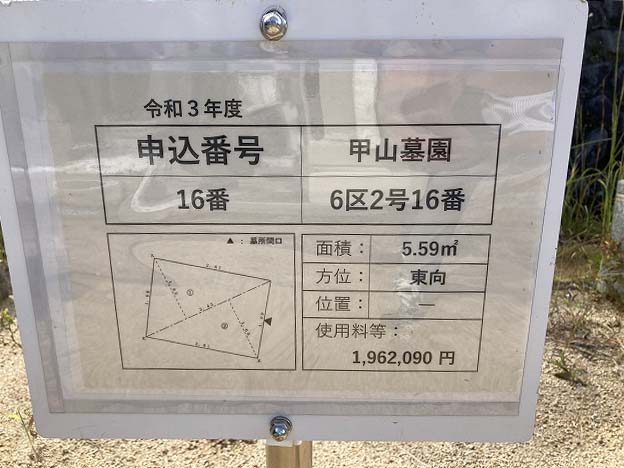 令和3年度
申込番号
甲山墓園
16番
6区2号16番
▲ : 墓所間口
①
②
面積: 5.59㎡
方位: 東向
位置: ―
使用料等:
1,962,090 円